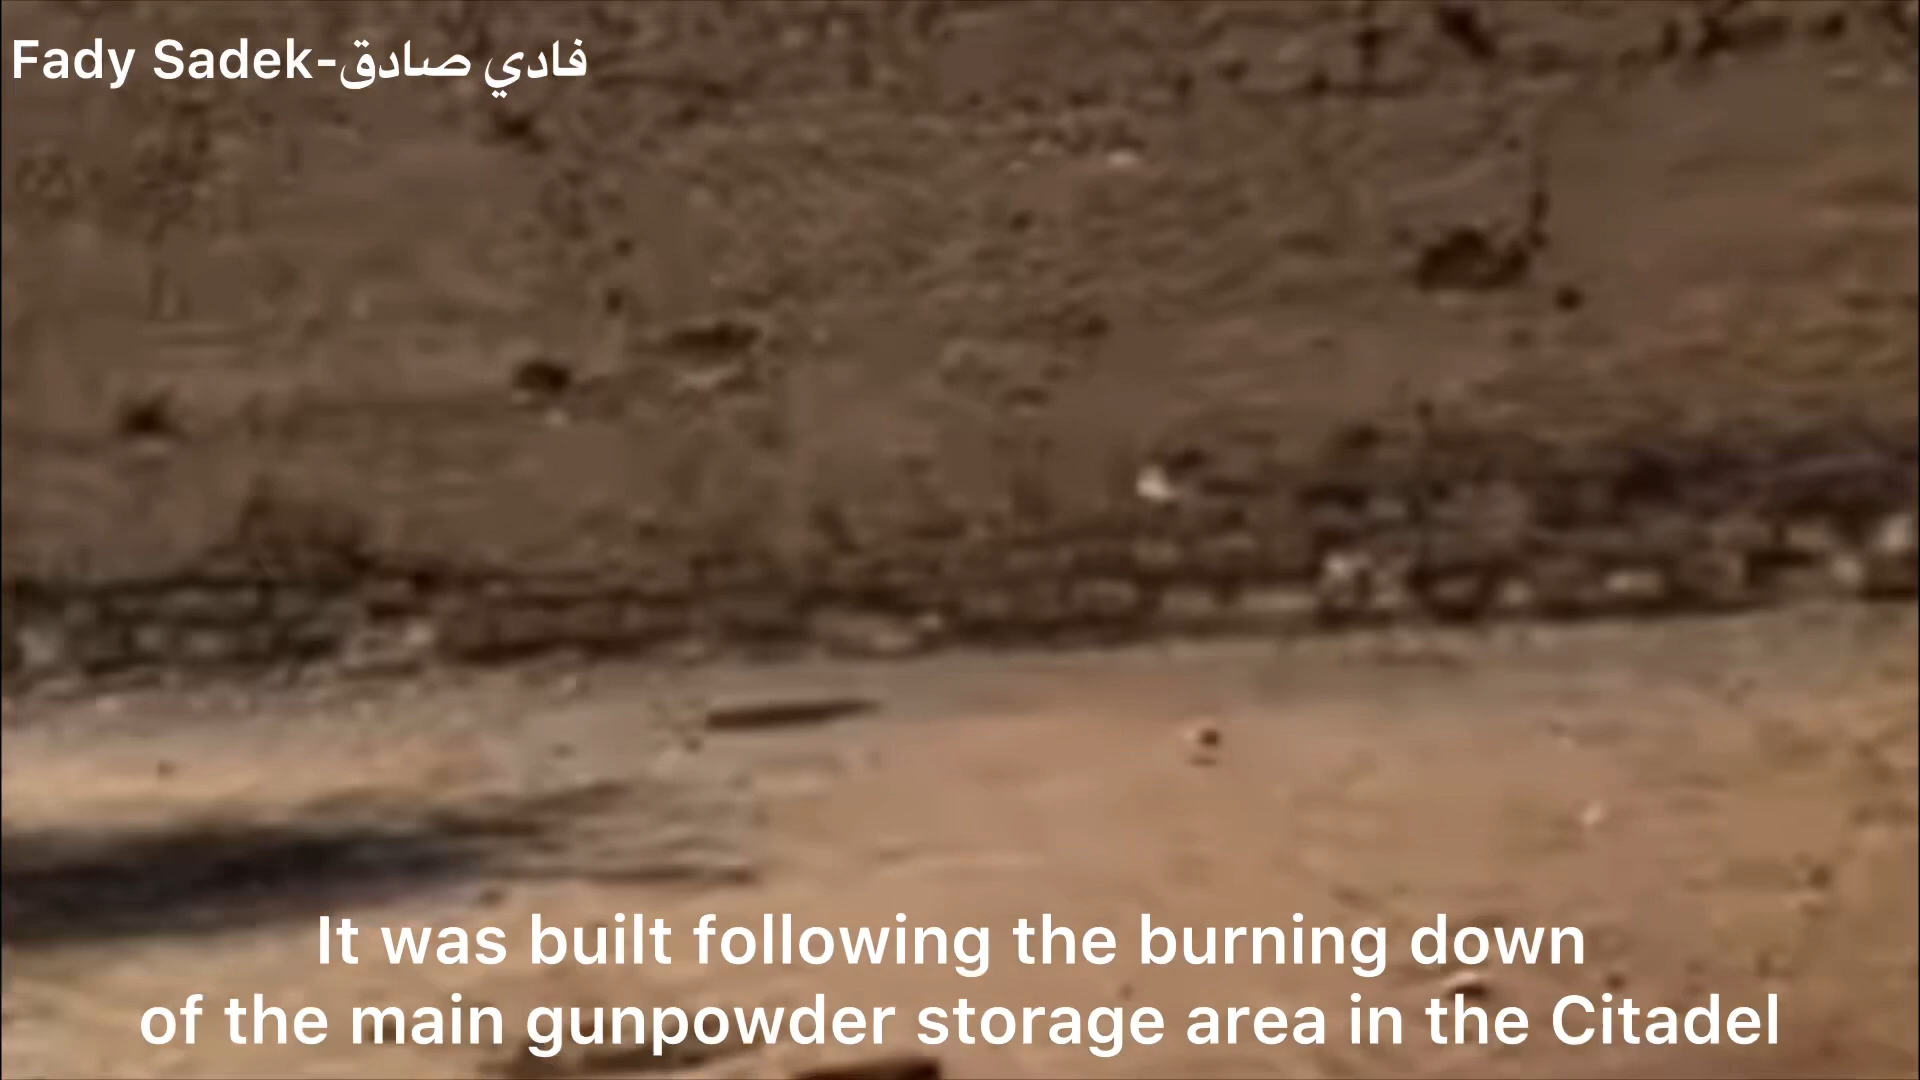 Fady Sadek-فادي صادق
It was built following the burning down
of the main gunpowder storage area in the Citadel